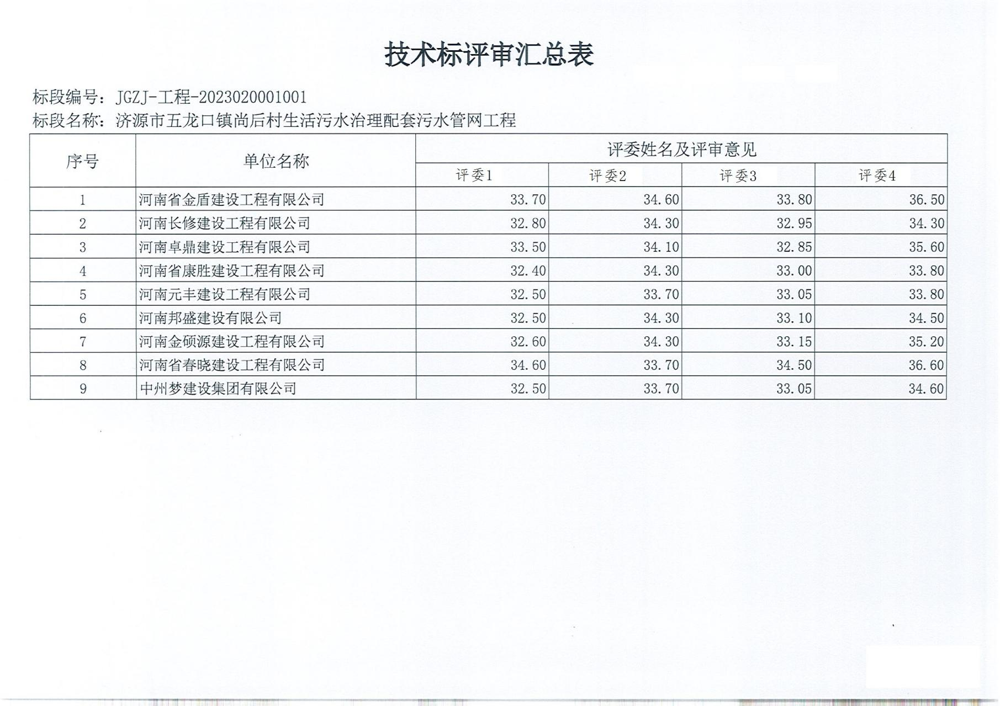 技术标评审汇总表
标段编号：JGZJ-工程-2023020001001
标段名称：济源市五龙口镇尚后村生活污水治理配套污水管网工程
序号 单位名称 评委姓名及评审意见
评委1 评委2 评委3 评委4
1 河南省金盾建设工程有限公司 33.70 34.60 33.80 36.50
2 河南长修建设工程有限公司 32.80 34.30 32.95 34.30
3 河南卓鼎建设工程有限公司 33.50 34.10 32.85 35.60
4 河南省康胜建设工程有限公司 32.40 34.30 33.00 33.80
5 河南元丰建设工程有限公司 32.50 33.70 33.05 33.80
6 河南邦盛建设有限公司 32.50 34.30 33.10 34.50
7 河南金硕源建设工程有限公司 32.60 34.30 33.15 35.20
8 河南省春晓建设工程有限公司 34.60 33.70 34.50 36.60
9 中州梦建设集团有限公司 32.50 33.70 33.05 34.60